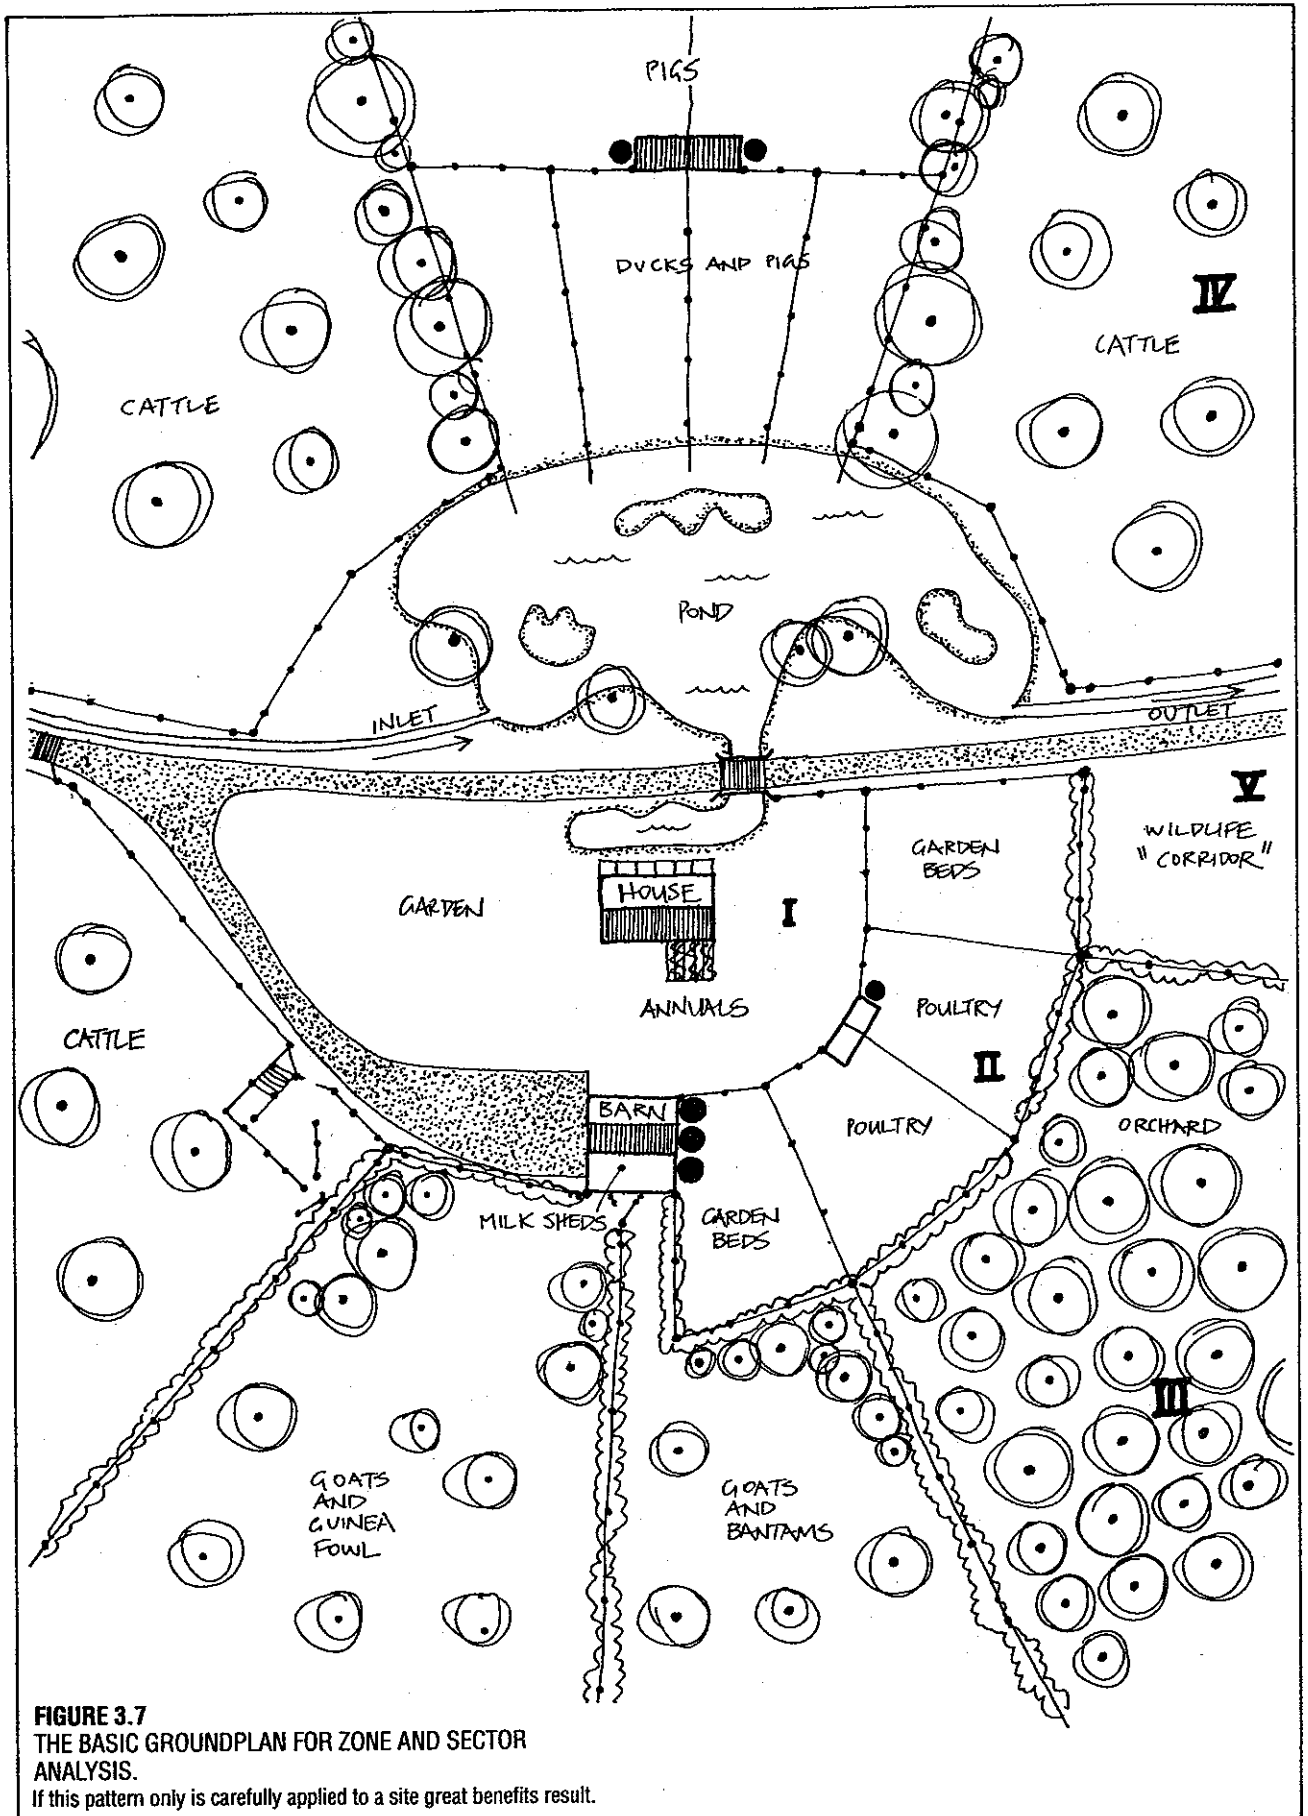 PIGS
DUCKS AND PIGS
IV
CATTLE
CATTLE
POND
INLET
OUTLET
V
WILDLIFE
"CORRIDOR"
GARDEN
BEDS
HOUSE
GARDEN
I
ANNUALS
POULTRY
CATTLE
II
BARN
POULTRY
ORCHARD
MILK SHEDS
GARDEN
BEDS
III
GOATS
AND
GUINEA
FOWL
GOATS
AND
BANTAMS
FIGURE 3.7
THE BASIC GROUNDPLAN FOR ZONE AND SECTOR
ANALYSIS.
If this pattern only is carefully applied to a site great benefits result.